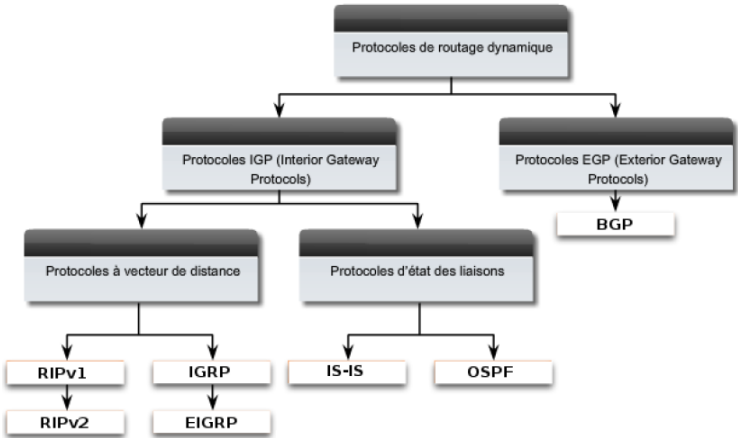 Protocoles de routage dynamique
Protocoles IGP (Interior Gateway
Protocols)
Protocoles EGP (Exterior Gateway
Protocols)
BGP
Protocoles à vecteur de distance
Protocoles d'état des liaisons
RIPv1
IGRP
IS-IS
OSPF
RIPv2
EIGRP